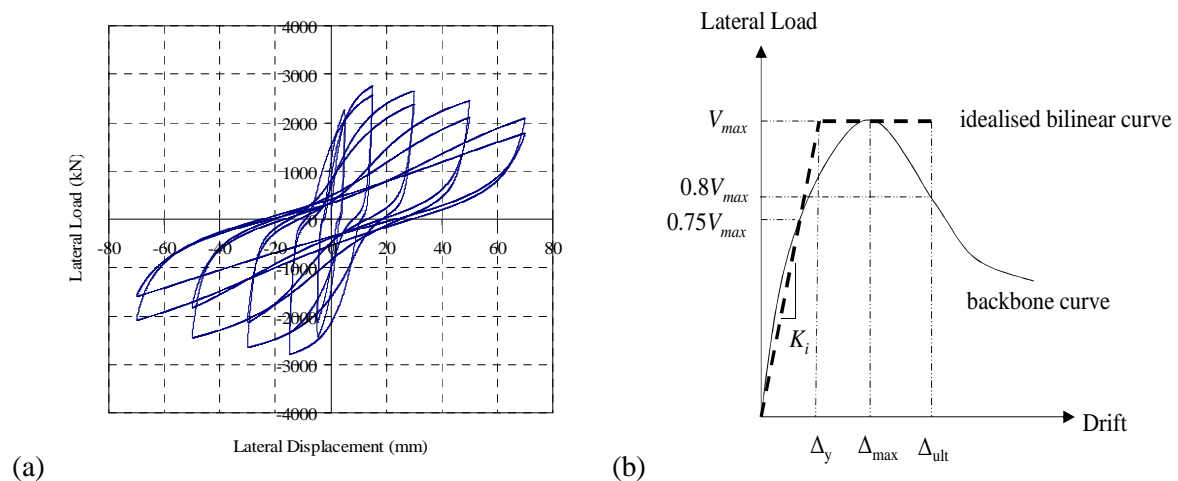 4000
3000
2000
1000
0
-80 -60 -40 -20 0 20 40 60 80
-1000
-2000
-3000
-4000
Lateral Load (kN)
Lateral Displacement (mm)
(a)
Lateral Load
Vmax
idealised bilinear curve
0.8Vmax
0.75Vmax
backbone curve
Ki
Drift
Δy Δmax Δult
(b)